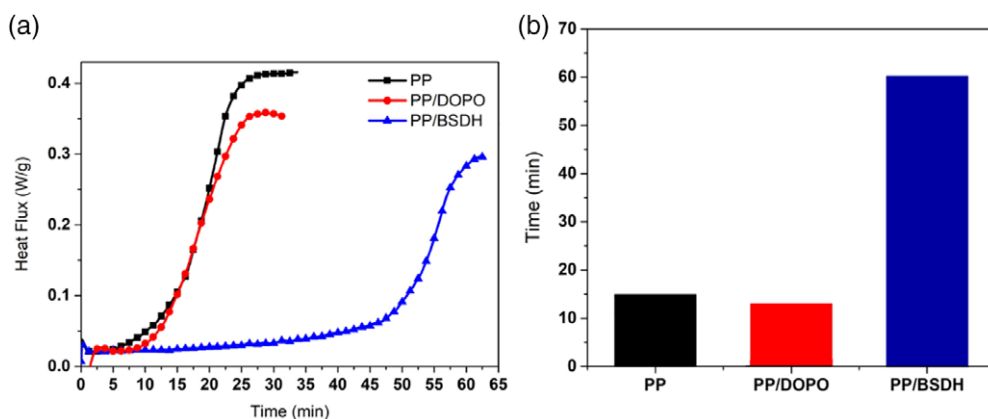 (a)
Heat Flux (W/g)
0.4
0.3
0.2
0.1
0.0
PP
PP/DOPO
PP/BSDH
0 5 10 15 20 25 30 35 40 45 50 55 60 65
Time (min)
(b)
Time (min)
70
60
50
40
30
20
10
0
PP PP/DOPO PP/BSDH